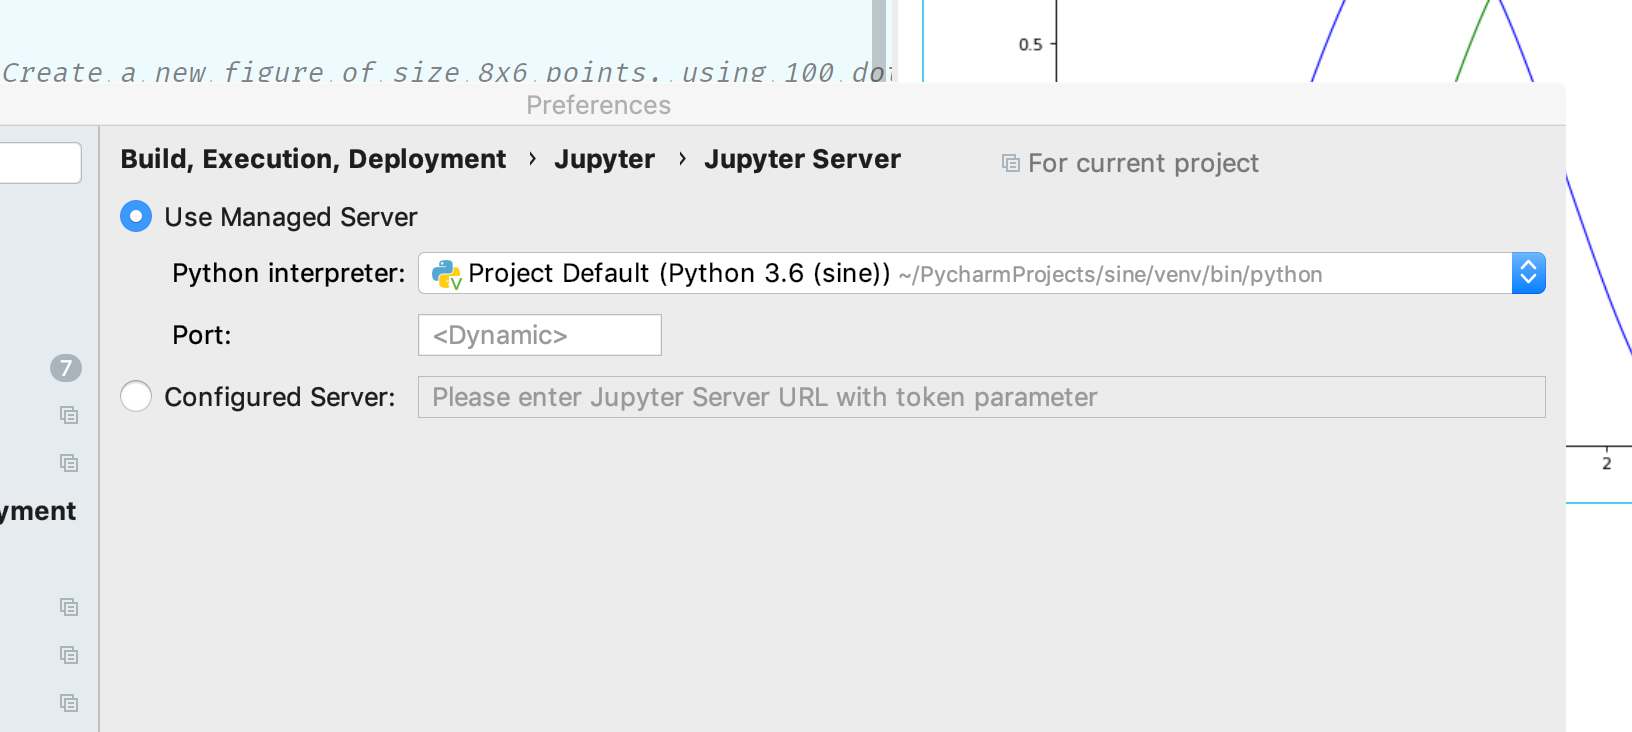 Create a new figure of size 8x6 points, using 100 dot
0.5
Preferences
Build, Execution, Deployment › Jupyter › Jupyter Server
For current project
Use Managed Server
Python interpreter: Project Default (Python 3.6 (sine)) ~/PycharmProjects/sine/venv/bin/python
Port: <Dynamic>
7
Configured Server: Please enter Jupyter Server URL with token parameter
2
yment